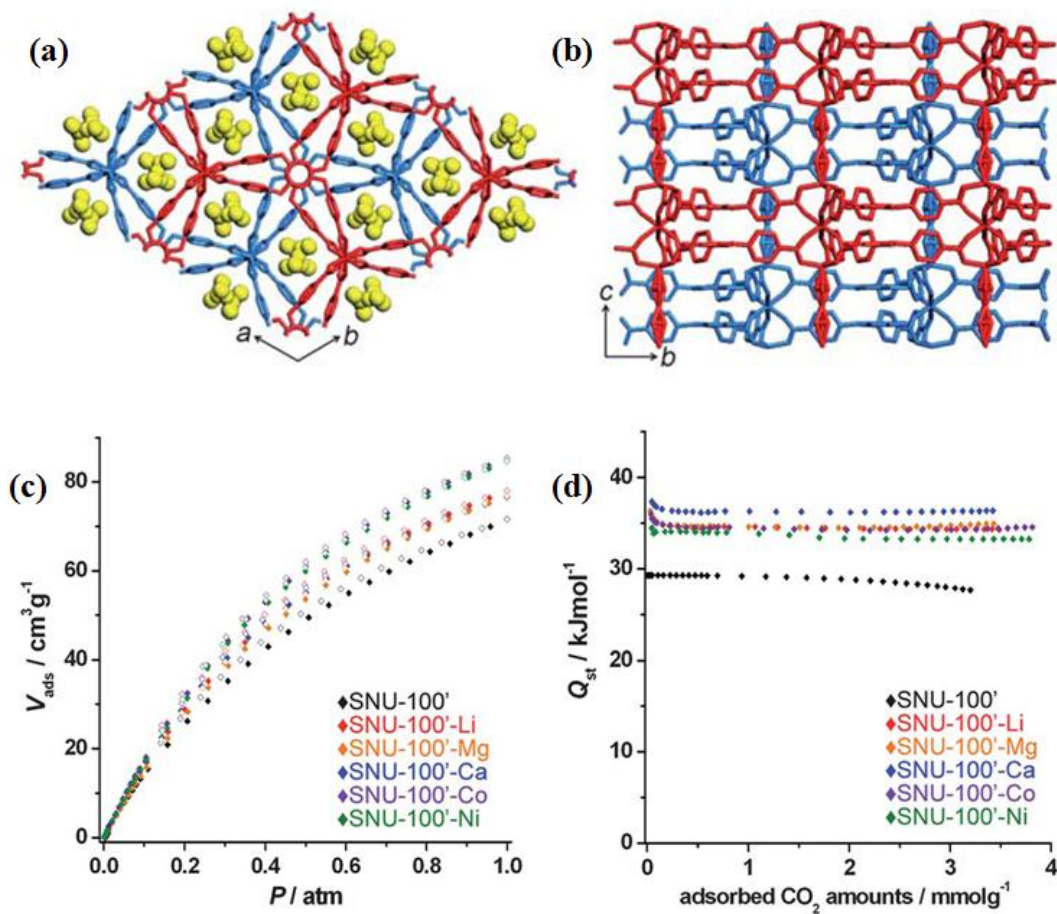 (a)
a
b
(b)
c
b
(c)
V_ads / cm³g⁻¹
80
60
40
20
0
0.0 0.2 0.4 0.6 0.8 1.0
P / atm
SNU-100'
SNU-100'-Li
SNU-100'-Mg
SNU-100'-Ca
SNU-100'-Co
SNU-100'-Ni
(d)
Q_st / kJmol⁻¹
40
30
20
10
0
0 1 2 3 4
adsorbed CO₂ amounts / mmolg⁻¹
SNU-100'
SNU-100'-Li
SNU-100'-Mg
SNU-100'-Ca
SNU-100'-Co
SNU-100'-Ni